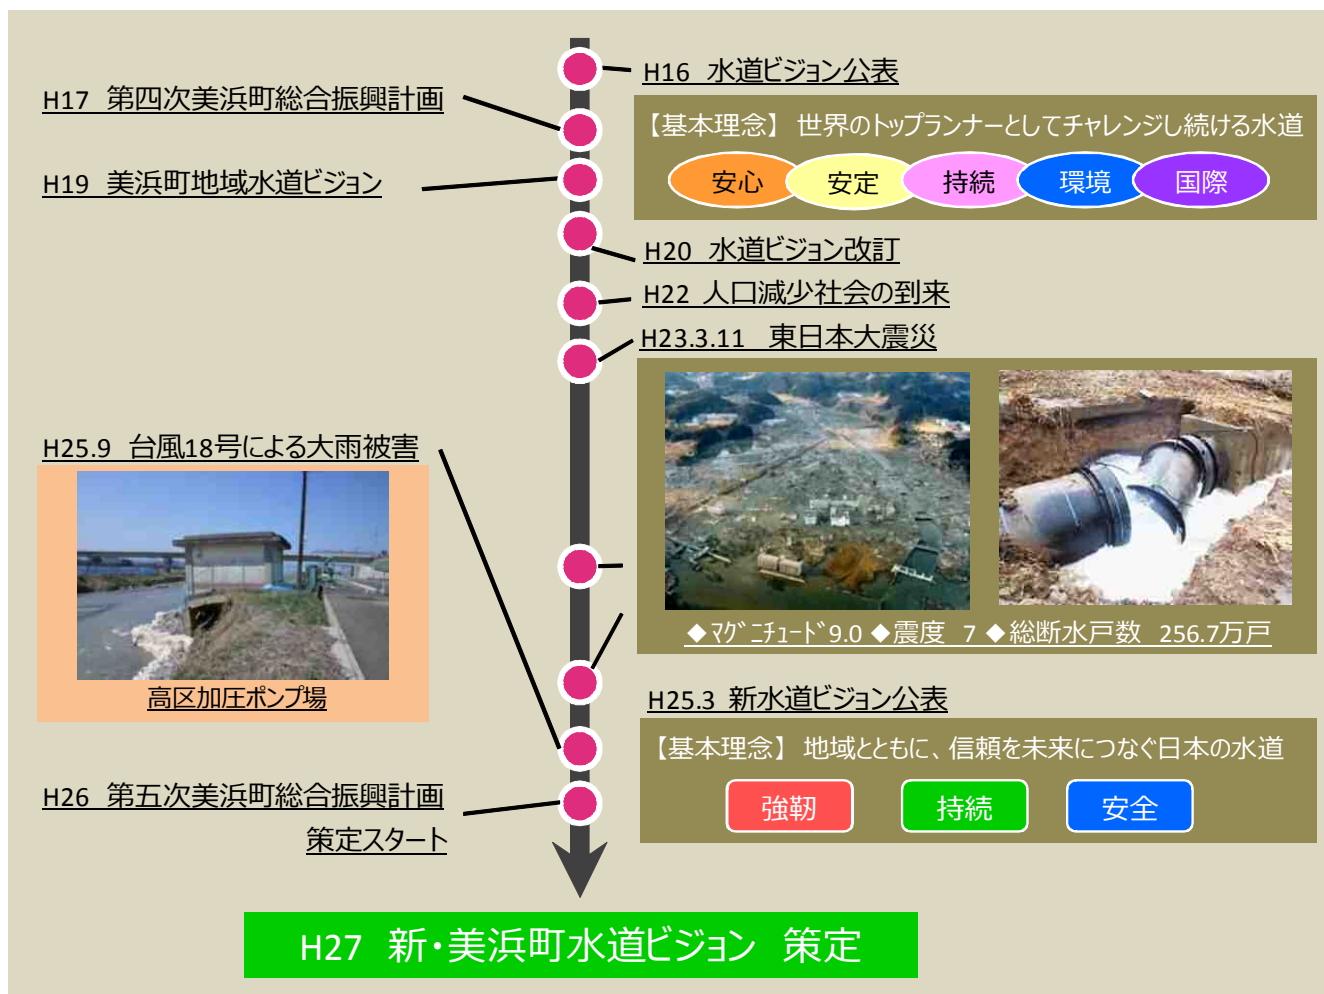 H16 水道ビジョン公表
H17 第四次美浜町総合振興計画
【基本理念】 世界のトップランナーとしてチャレンジし続ける水道
安心 安定 持続 環境 国際
H19 美浜町地域水道ビジョン
H20 水道ビジョン改訂
H22 人口減少社会の到来
H23.3.11 東日本大震災
◆マグニチュード9.0 ◆震度 7 ◆総断水戸数 256.7万戸
H25.9 台風18号による大雨被害
高区加圧ポンプ場
H25.3 新水道ビジョン公表
【基本理念】 地域とともに、信頼を未来につなぐ日本の水道
強靭 持続 安全
H26 第五次美浜町総合振興計画
策定スタート
H27 新・美浜町水道ビジョン 策定